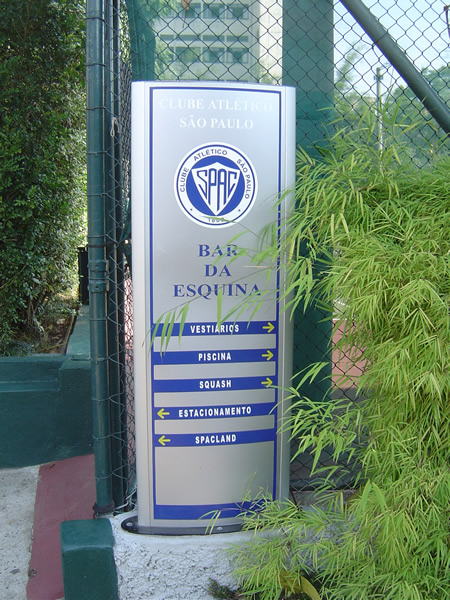 CLUBE ATLÉTICO
SÃO PAULO
CLUBE ATLÉTICO SÃO PAULO
SPAC
BAR
DA
ESQUINA
VESTIÁRIOS
PISCINA
SQUASH
ESTACIONAMENTO
SPACLAND